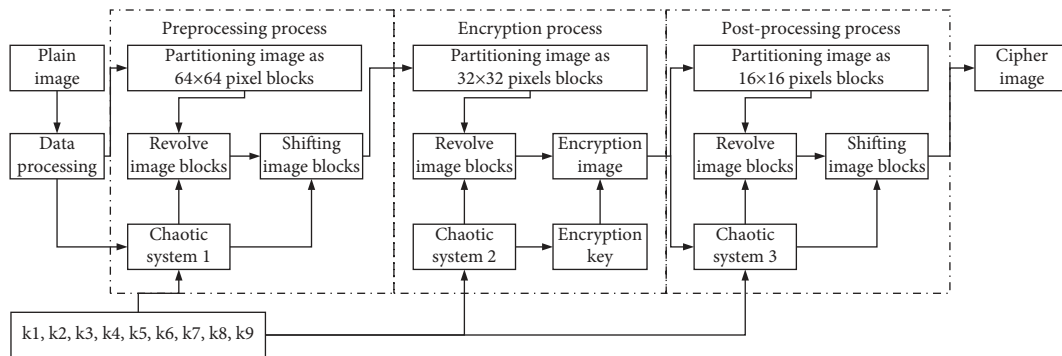 Preprocessing process
Encryption process
Post-processing process
Plain
image
Partitioning image as
64×64 pixel blocks
Partitioning image as
32×32 pixels blocks
Partitioning image as
16×16 pixels blocks
Cipher
image
Data
processing
Revolve
image blocks
Shifting
image blocks
Revolve
image blocks
Encryption
image
Revolve
image blocks
Shifting
image blocks
Chaotic
system 1
Chaotic
system 2
Encryption
key
Chaotic
system 3
k1, k2, k3, k4, k5, k6, k7, k8, k9